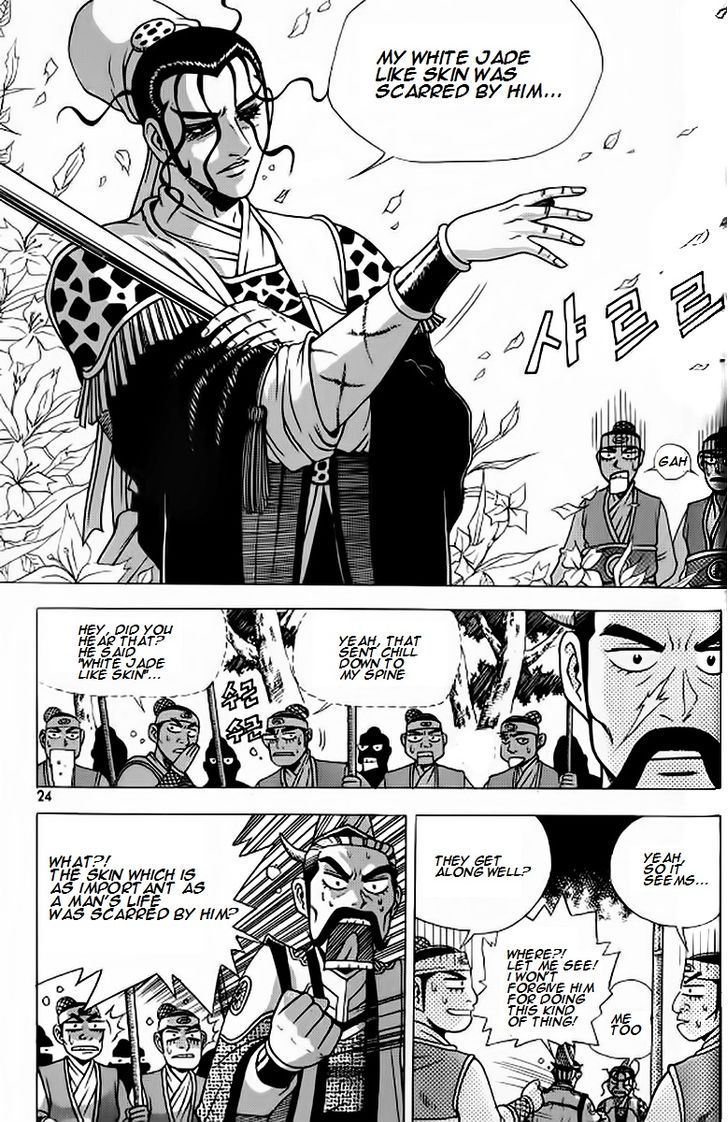 MY WHITE JADE
LIKE SKIN WAS
SCARRED BY HIM...
샤르르
GAH
HEY, DID YOU
HEAR THAT?
HE SAID
"WHITE JADE
LIKE SKIN"...
수군
수군
YEAH, THAT
SENT CHILL
DOWN TO
MY SPINE
24
WHAT?!
THE SKIN WHICH IS
AS IMPORTANT AS
A MAN'S LIFE
WAS SCARRED BY HIM?
THEY GET
ALONG WELL?
YEAH,
SO IT
SEEMS...
WHERE?!
LET ME SEE!
I WON'T
FORGIVE HIM
FOR DOING
THIS KIND
OF THING!
ME
TOO